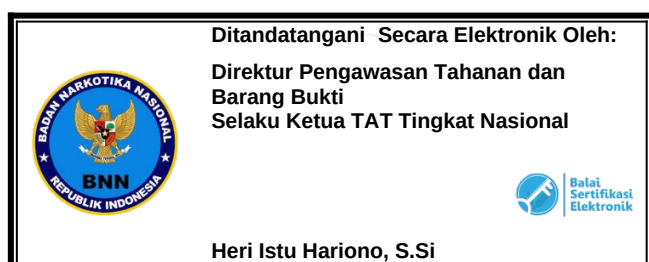 Ditandatangani Secara Elektronik Oleh:
Direktur Pengawasan Tahanan dan
Barang Bukti
Selaku Ketua TAT Tingkat Nasional
BADAN NARKOTIKA NASIONAL
BNN
REPUBLIK INDONESIA
Balai
Sertifikasi
Elektronik
Heri Istu Hariono, S.Si